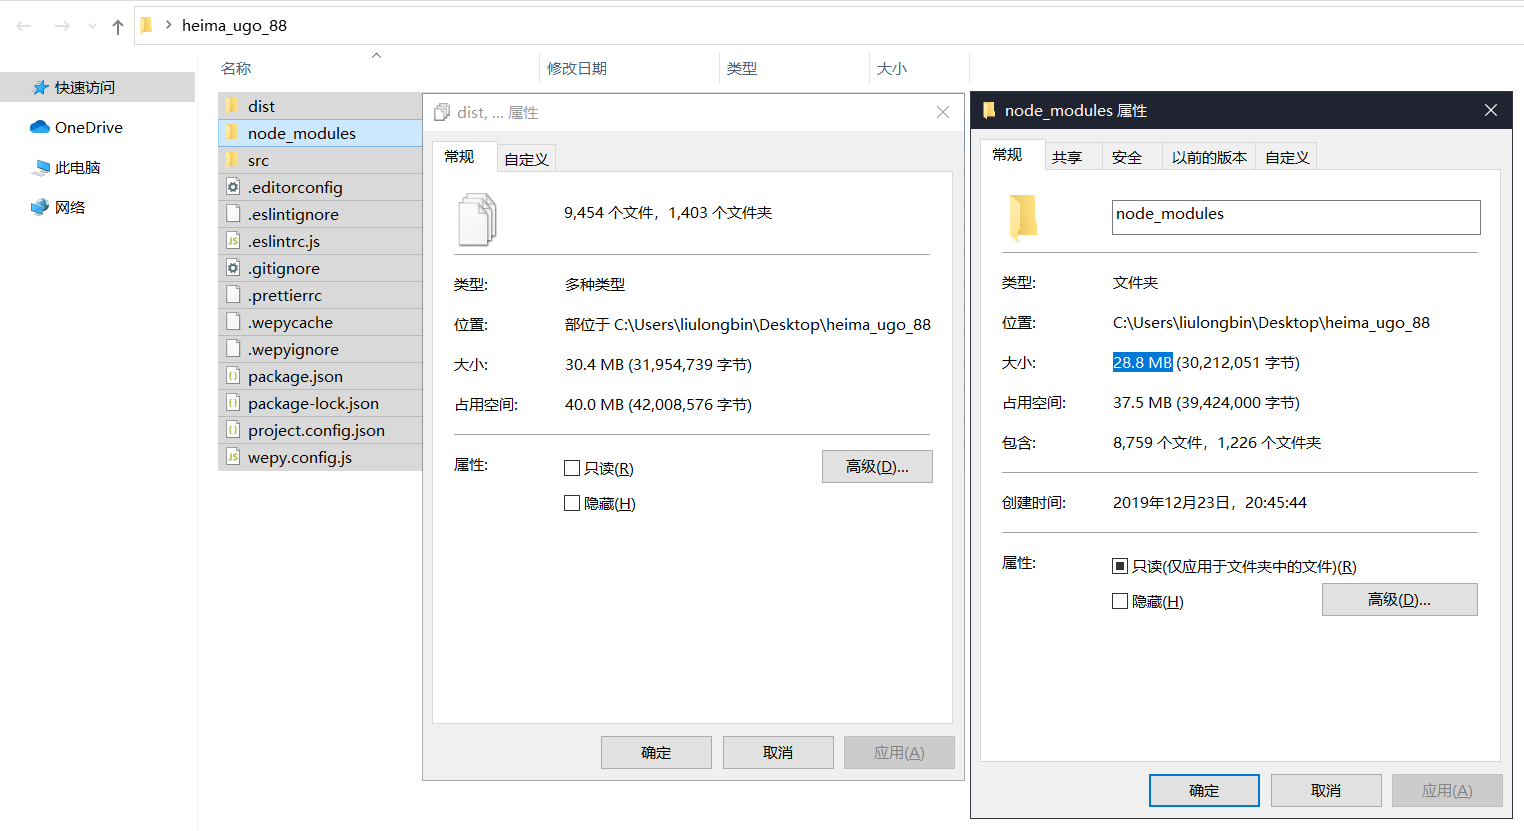 heima_ugo_88
快速访问
OneDrive
此电脑
网络
名称 修改日期 类型 大小
dist
node_modules
src
.editorconfig
.eslintignore
.eslintrc.js
.gitignore
.prettierrc
.wepycache
.wepyignore
package.json
package-lock.json
project.config.json
wepy.config.js
dist, ... 属性
常规 自定义
9,454 个文件，1,403 个文件夹
类型: 多种类型
位置: 部位于 C:\Users\liulongbin\Desktop\heima_ugo_88
大小: 30.4 MB (31,954,739 字节)
占用空间: 40.0 MB (42,008,576 字节)
属性: 只读(R) 高级(D)...
隐藏(H)
确定 取消 应用(A)
node_modules 属性
常规 共享 安全 以前的版本 自定义
node_modules
类型: 文件夹
位置: C:\Users\liulongbin\Desktop\heima_ugo_88
大小: 28.8 MB (30,212,051 字节)
占用空间: 37.5 MB (39,424,000 字节)
包含: 8,759 个文件，1,226 个文件夹
创建时间: 2019年12月23日，20:45:44
属性: 只读(仅应用于文件夹中的文件)(R)
隐藏(H) 高级(D)...
确定 取消 应用(A)